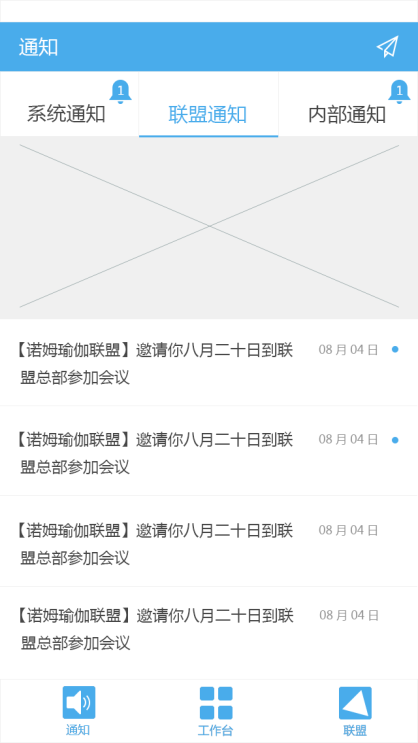 通知
系统通知
1
联盟通知
内部通知
1
【诺姆瑜伽联盟】邀请你八月二十日到联
盟总部参加会议
08 月 04 日
【诺姆瑜伽联盟】邀请你八月二十日到联
盟总部参加会议
08 月 04 日
【诺姆瑜伽联盟】邀请你八月二十日到联
盟总部参加会议
08 月 04 日
【诺姆瑜伽联盟】邀请你八月二十日到联
盟总部参加会议
08 月 04 日
通知
工作台
联盟